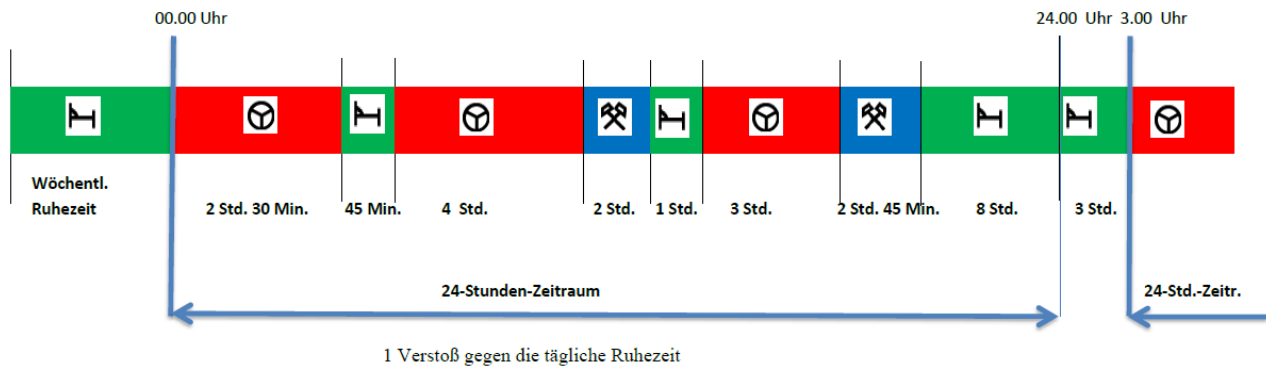 00.00 Uhr
24.00 Uhr 3.00 Uhr
Wöchentl.
Ruhezeit
2 Std. 30 Min.
45 Min.
4 Std.
2 Std.
1 Std.
3 Std.
2 Std. 45 Min.
8 Std.
3 Std.
24-Stunden-Zeitraum
24-Std.-Zeitr.
1 Verstoß gegen die tägliche Ruhezeit